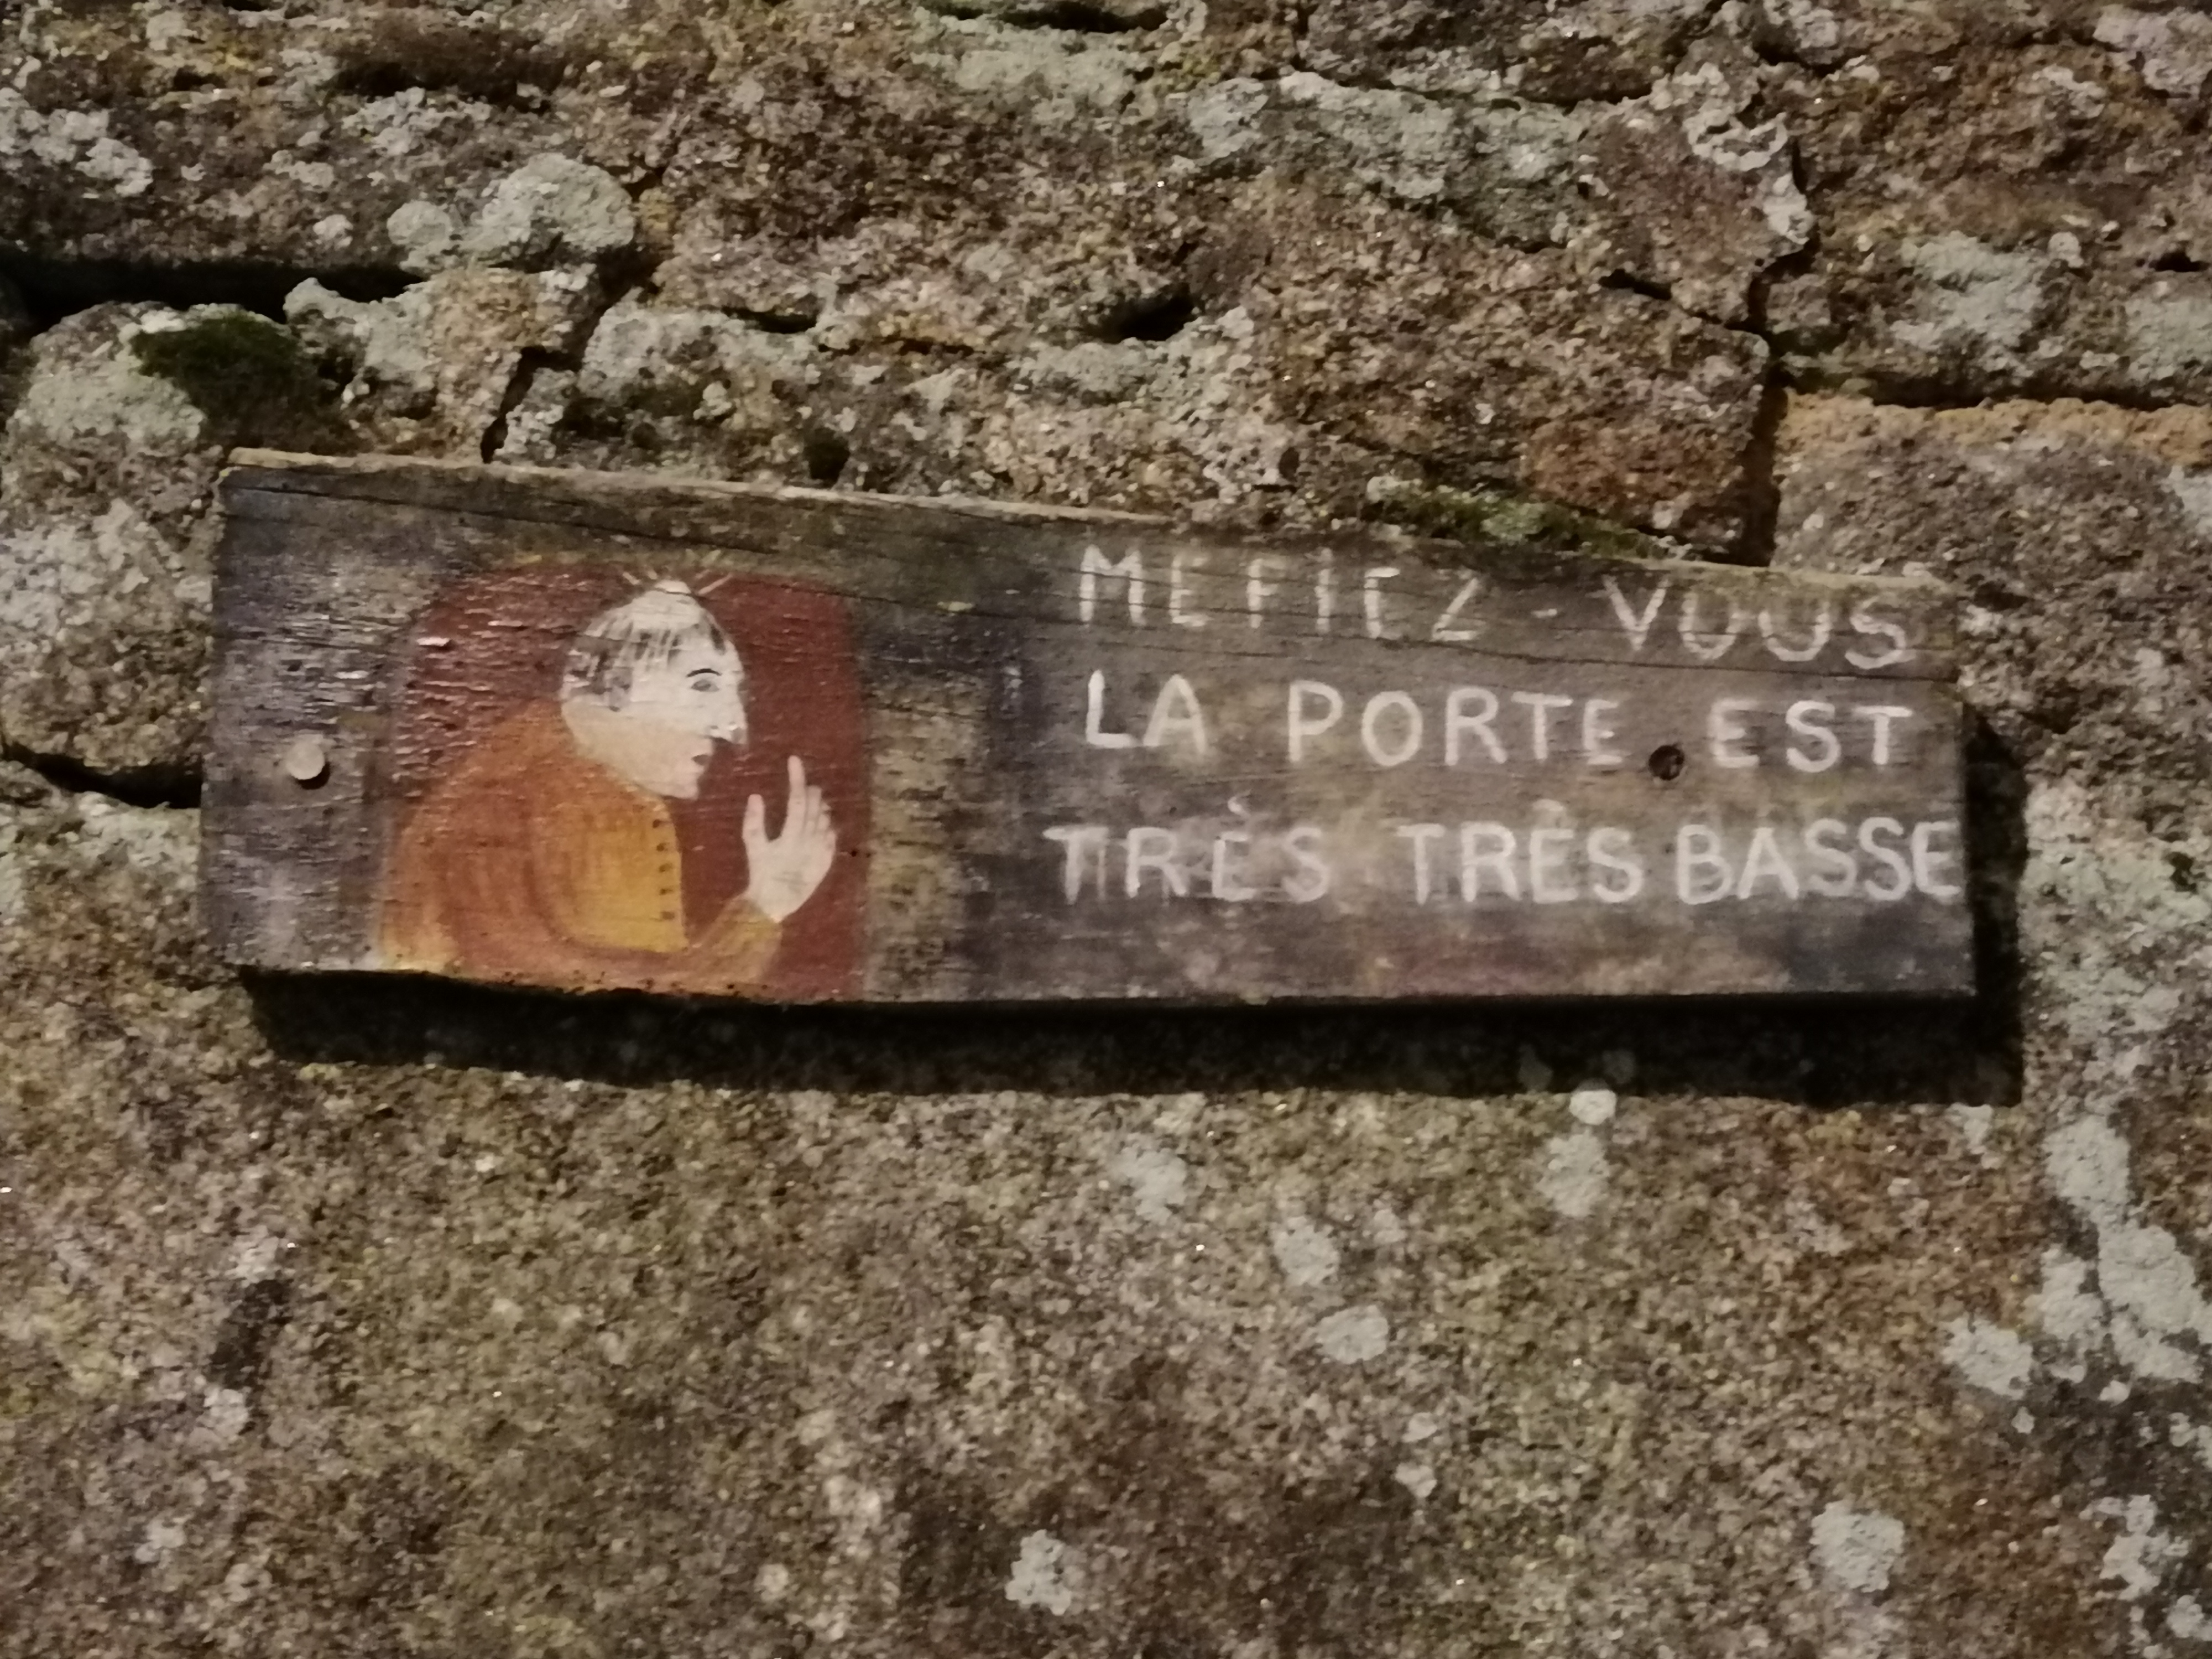 MEFIEZ-VOUS
LA PORTE EST
TRÈS TRÈS BASSE